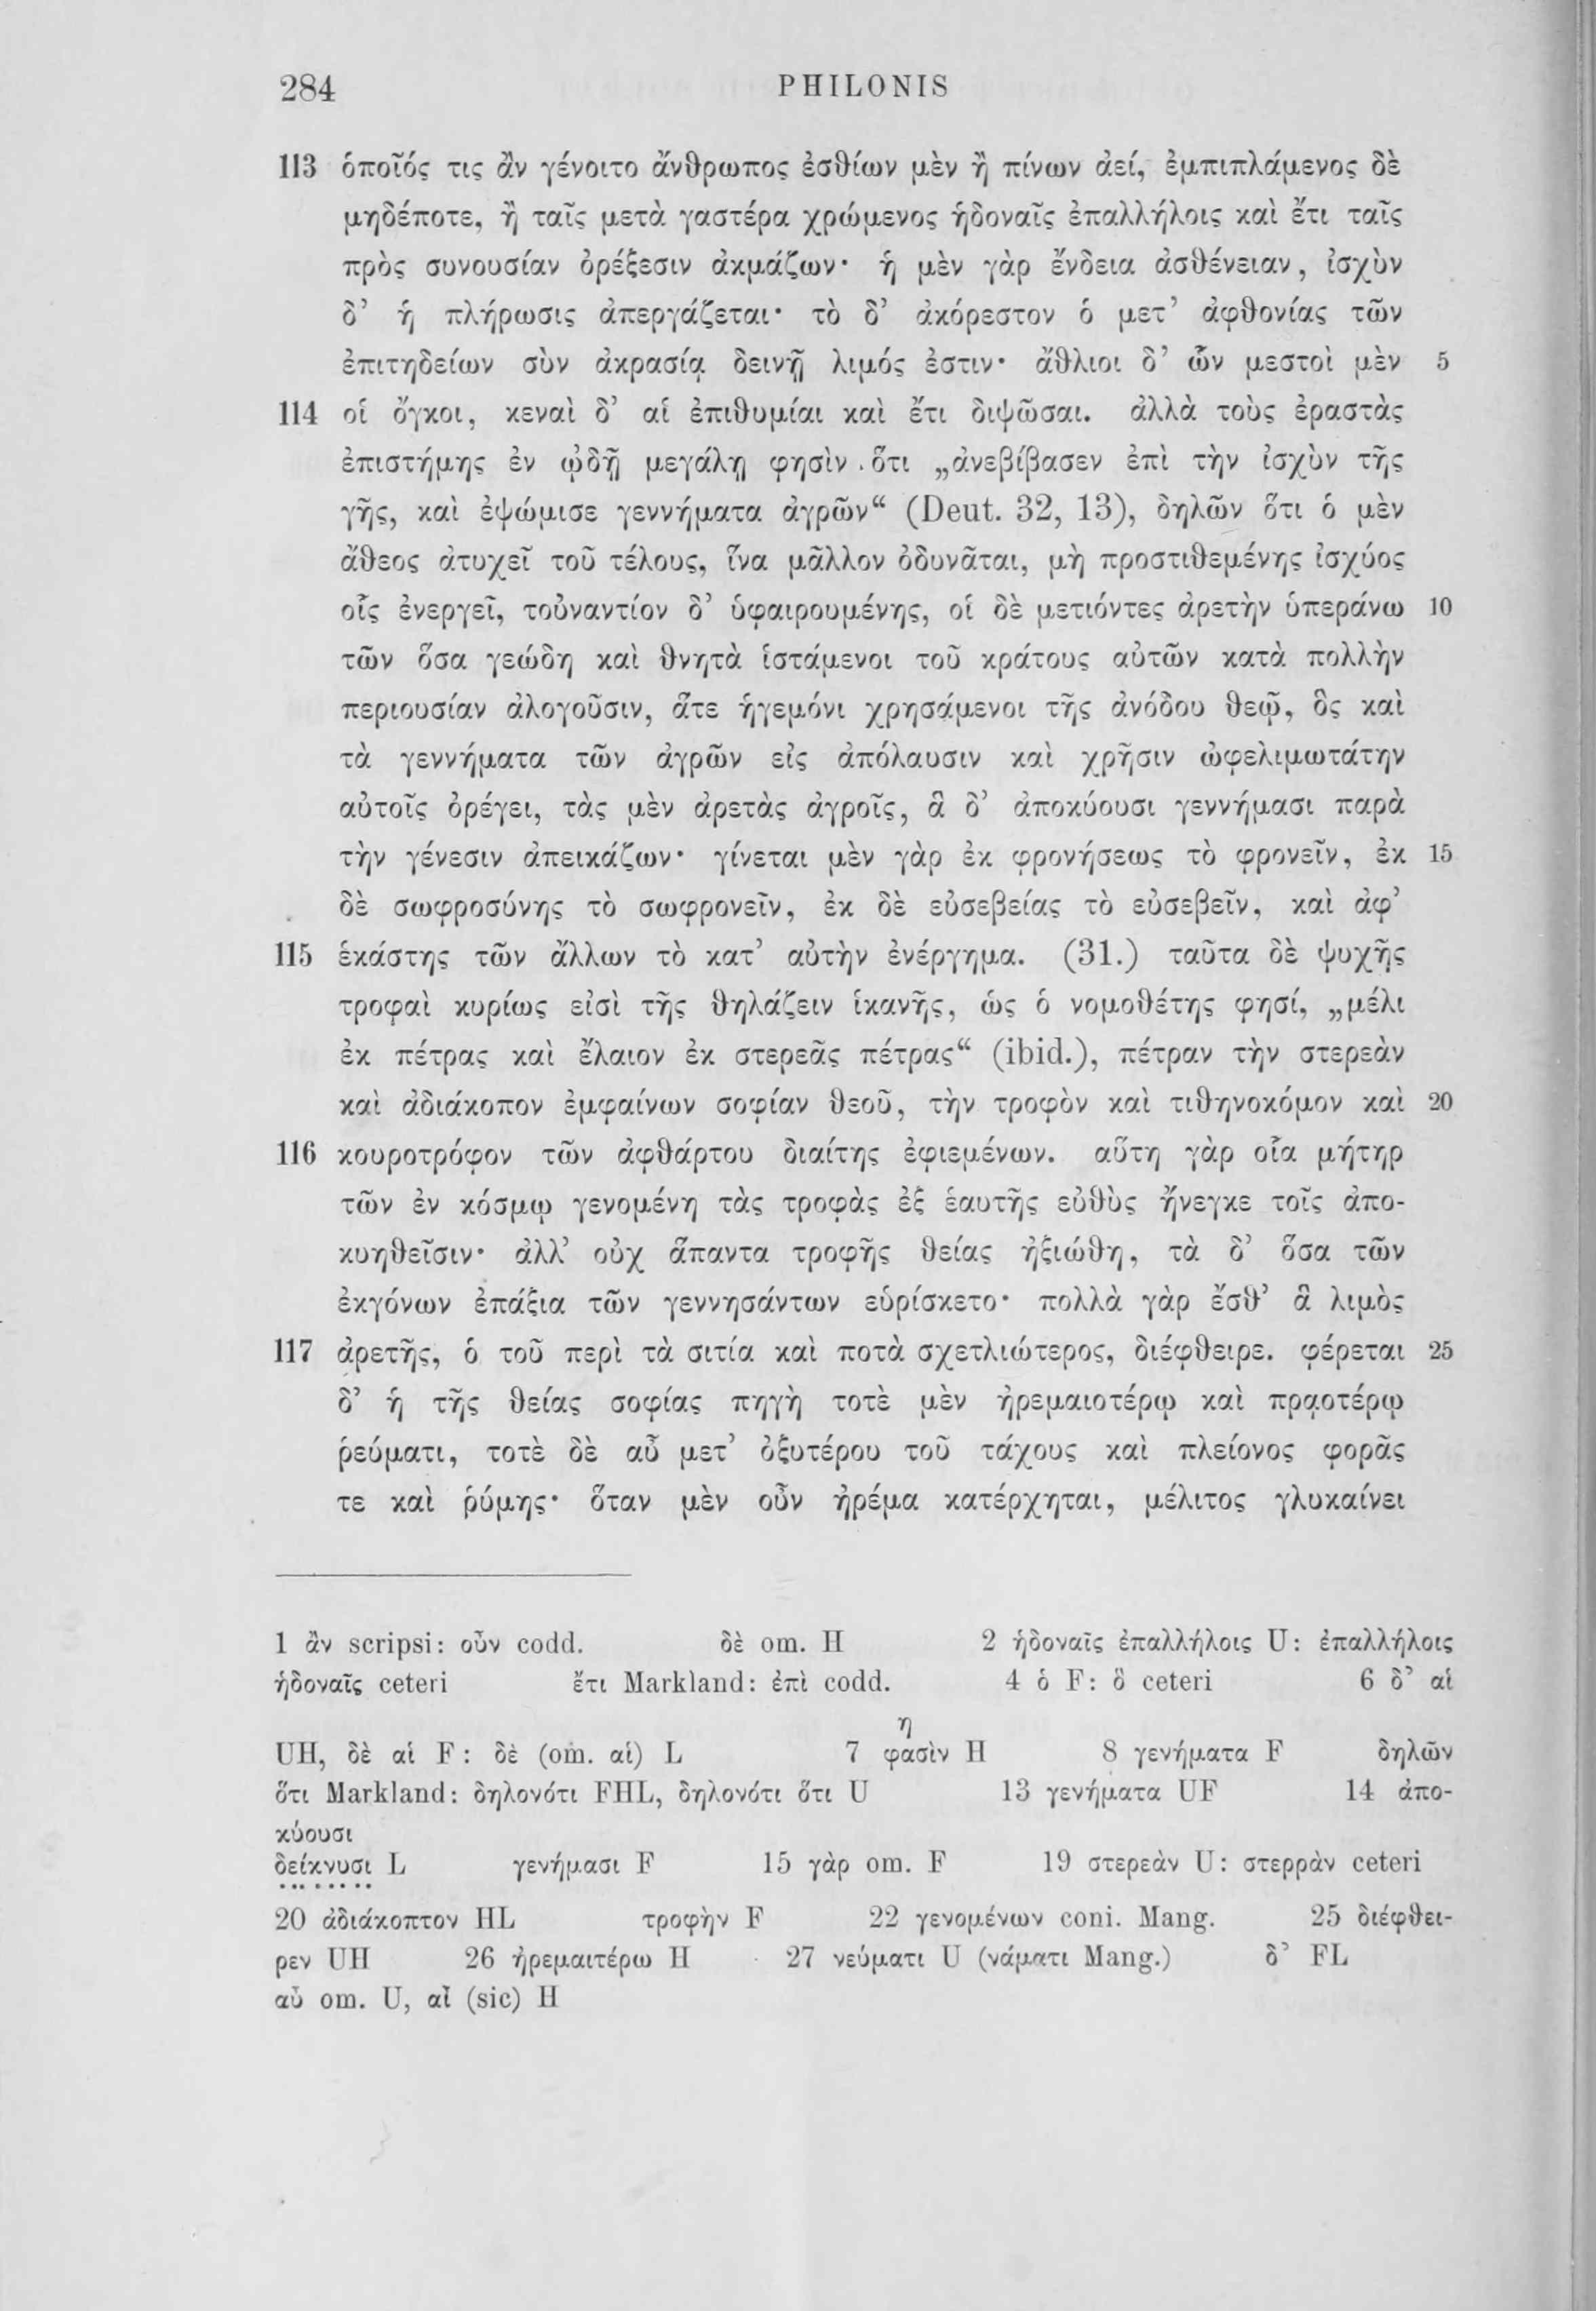 284 PHILONIS
113 ὁποῖός τις ἂν γένοιτο ἄνθρωπος ἐσθίων μὲν ἢ πίνων ἀεί, ἐμπιπλάμενος δὲ
μηδέποτε, ἢ ταῖς μετὰ γαστέρα χρώμενος ἡδοναῖς ἐπαλλήλοις καὶ ἔτι ταῖς
πρὸς συνουσίαν ὀρέξεσιν ἀκμάζων· ἡ μὲν γὰρ ἔνδεια ἀσθένειαν, ἰσχὺν
δ’ ἡ πλήρωσις ἀπεργάζεται· τὸ δ’ ἀκόρεστον ὁ μετ’ ἀφθονίας τῶν
ἐπιτηδείων σὺν ἀκρασίᾳ δεινῇ λιμός ἐστιν· ἄθλιοι δ’ ὧν μεστοὶ μὲν 5
114 οἱ ὄγκοι, κεναὶ δ’ αἱ ἐπιθυμίαι καὶ ἔτι διψῶσαι. ἀλλὰ τοὺς ἐραστὰς
ἐπιστήμης ἐν ᾠδῇ μεγάλῃ φησὶν ὅτι „ἀνεβίβασεν ἐπὶ τὴν ἰσχὺν τῆς
γῆς, καὶ ἐψώμισε γεννήματα ἀγρῶν“ (Deut. 32, 13), δηλῶν ὅτι ὁ μὲν
ἄθεος ἀτυχεῖ τοῦ τέλους, ἵνα μᾶλλον ὀδυνᾶται, μὴ προστιθεμένης ἰσχύος
οἷς ἐνεργεῖ, τοὐναντίον δ’ ὑφαιρουμένης, οἱ δὲ μετιόντες ἀρετὴν ὑπεράνω 10
τῶν ὅσα γεώδη καὶ θνητὰ ἱστάμενοι τοῦ κράτους αὐτῶν κατὰ πολλὴν
περιουσίαν ἀλογοῦσιν, ἅτε ἡγεμόνι χρησάμενοι τῆς ἀνόδου θεῷ, ὃς καὶ
τὰ γεννήματα τῶν ἀγρῶν εἰς ἀπόλαυσιν καὶ χρῆσιν ὠφελιμωτάτην
αὐτοῖς ὀρέγει, τὰς μὲν ἀρετὰς ἀγροῖς, ἃ δ’ ἀποκύουσι γεννήμασι παρὰ
τὴν γένεσιν ἀπεικάζων· γίνεται μὲν γὰρ ἐκ φρονήσεως τὸ φρονεῖν, ἐκ 15
δὲ σωφροσύνης τὸ σωφρονεῖν, ἐκ δὲ εὐσεβείας τὸ εὐσεβεῖν, καὶ ἀφ’
115 ἑκάστης τῶν ἄλλων τὸ κατ’ αὐτὴν ἐνέργημα. (31.) ταῦτα δὲ ψυχῆς
τροφαὶ κυρίως εἰσὶ τῆς θηλάζειν ἱκανῆς, ὡς ὁ νομοθέτης φησί, „μέλι
ἐκ πέτρας καὶ ἔλαιον ἐκ στερεᾶς πέτρας“ (ibid.), πέτραν τὴν στερεὰν
καὶ ἀδιάκοπον ἐμφαίνων σοφίαν θεοῦ, τὴν τροφὸν καὶ τιθηνοκόμον καὶ 20
116 κουροτρόφον τῶν ἀφθάρτου διαίτης ἐφιεμένων. αὕτη γὰρ οἷα μήτηρ
τῶν ἐν κόσμῳ γενομένη τὰς τροφὰς ἐξ ἑαυτῆς εὐθὺς ἤνεγκε τοῖς ἀπο-
κυηθεῖσιν· ἀλλ’ οὐχ ἅπαντα τροφῆς θείας ἠξιώθη, τὰ δ’ ὅσα τῶν
ἐκγόνων ἐπάξια τῶν γεννησάντων εὑρίσκετο· πολλὰ γὰρ ἔσθ’ ἃ λιμὸς
117 ἀρετῆς, ὁ τοῦ περὶ τὰ σιτία καὶ ποτὰ σχετλιώτερος, διέφθειρε. φέρεται 25
δ’ ἡ τῆς θείας σοφίας πηγὴ τοτὲ μὲν ἠρεμαιοτέρῳ καὶ πρᾳοτέρῳ
ῥεύματι, τοτὲ δὲ αὖ μετ’ ὀξυτέρου τοῦ τάχους καὶ πλείονος φορᾶς
τε καὶ ῥύμης· ὅταν μὲν οὖν ἠρέμα κατέρχηται, μέλιτος γλυκαίνει
1 ἂν scripsi: οὖν codd. δὲ om. H 2 ἡδοναῖς ἐπαλλήλοις U: ἐπαλλήλοις
ἡδοναῖς ceteri ἔτι Markland: ἐπὶ codd. 4 ὁ F: ὃ ceteri 6 δ’ αἱ
η
UH, δὲ αἱ F: δὲ (om. αἱ) L 7 φασὶν H 8 γενήματα F δηλῶν
ὅτι Markland: δηλονότι FHL, δηλονότι ὅτι U 13 γενήματα UF 14 ἀπο-
κύουσι
δείκνυσι L γενήμασι F 15 γὰρ om. F 19 στερεὰν U: στερρὰν ceteri
20 ἀδιάκοπτον HL τροφὴν F 22 γενομένων coni. Mang. 25 διέφθει-
ρεν UH 26 ἠρεμαιτέρω H 27 νεύματι U (νάματι Mang.) δ’ FL
αὖ om. U, αἲ (sic) H